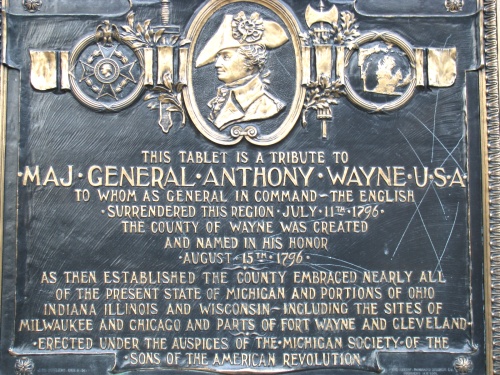 THIS TABLET IS A TRIBUTE TO
·MAJ·GENERAL·ANTHONY·WAYNE·U·S·A·
TO WHOM AS GENERAL IN COMMAND~THE ENGLISH
·SURRENDERED THIS REGION·JULY·11TH·1796·
THE COUNTY OF WAYNE WAS CREATED
AND NAMED IN HIS HONOR
·AUGUST·15TH·1796·
AS THEN ESTABLISHED THE COUNTY EMBRACED NEARLY ALL
OF THE PRESENT STATE OF MICHIGAN AND PORTIONS OF OHIO
INDIANA ILLINOIS AND WISCONSIN~INCLUDING THE SITES OF
MILWAUKEE AND CHICAGO AND PARTS OF FORT WAYNE AND CLEVELAND·
·ERECTED UNDER THE AUSPICES OF THE·MICHIGAN SOCIETY OF THE·
·SONS OF THE AMERICAN REVOLUTION·